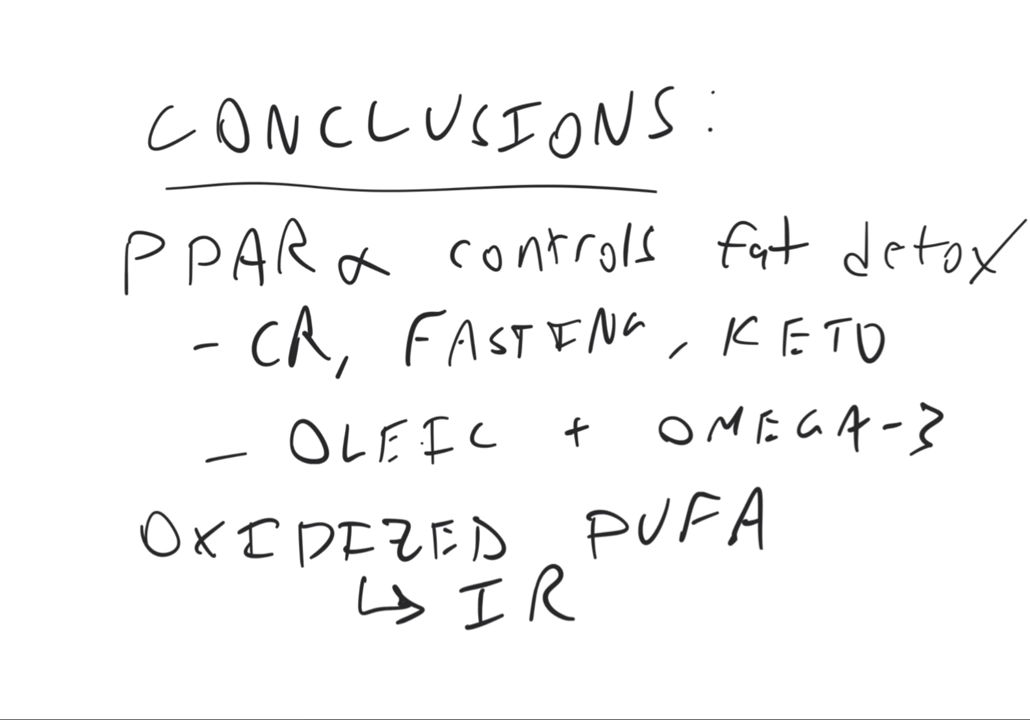 CONCLUSIONS:
PPARα controls fat detox
- CR, FASTING, KETO
- OLEIC + OMEGA-3
OXIDIZED PUFA
↳ IR